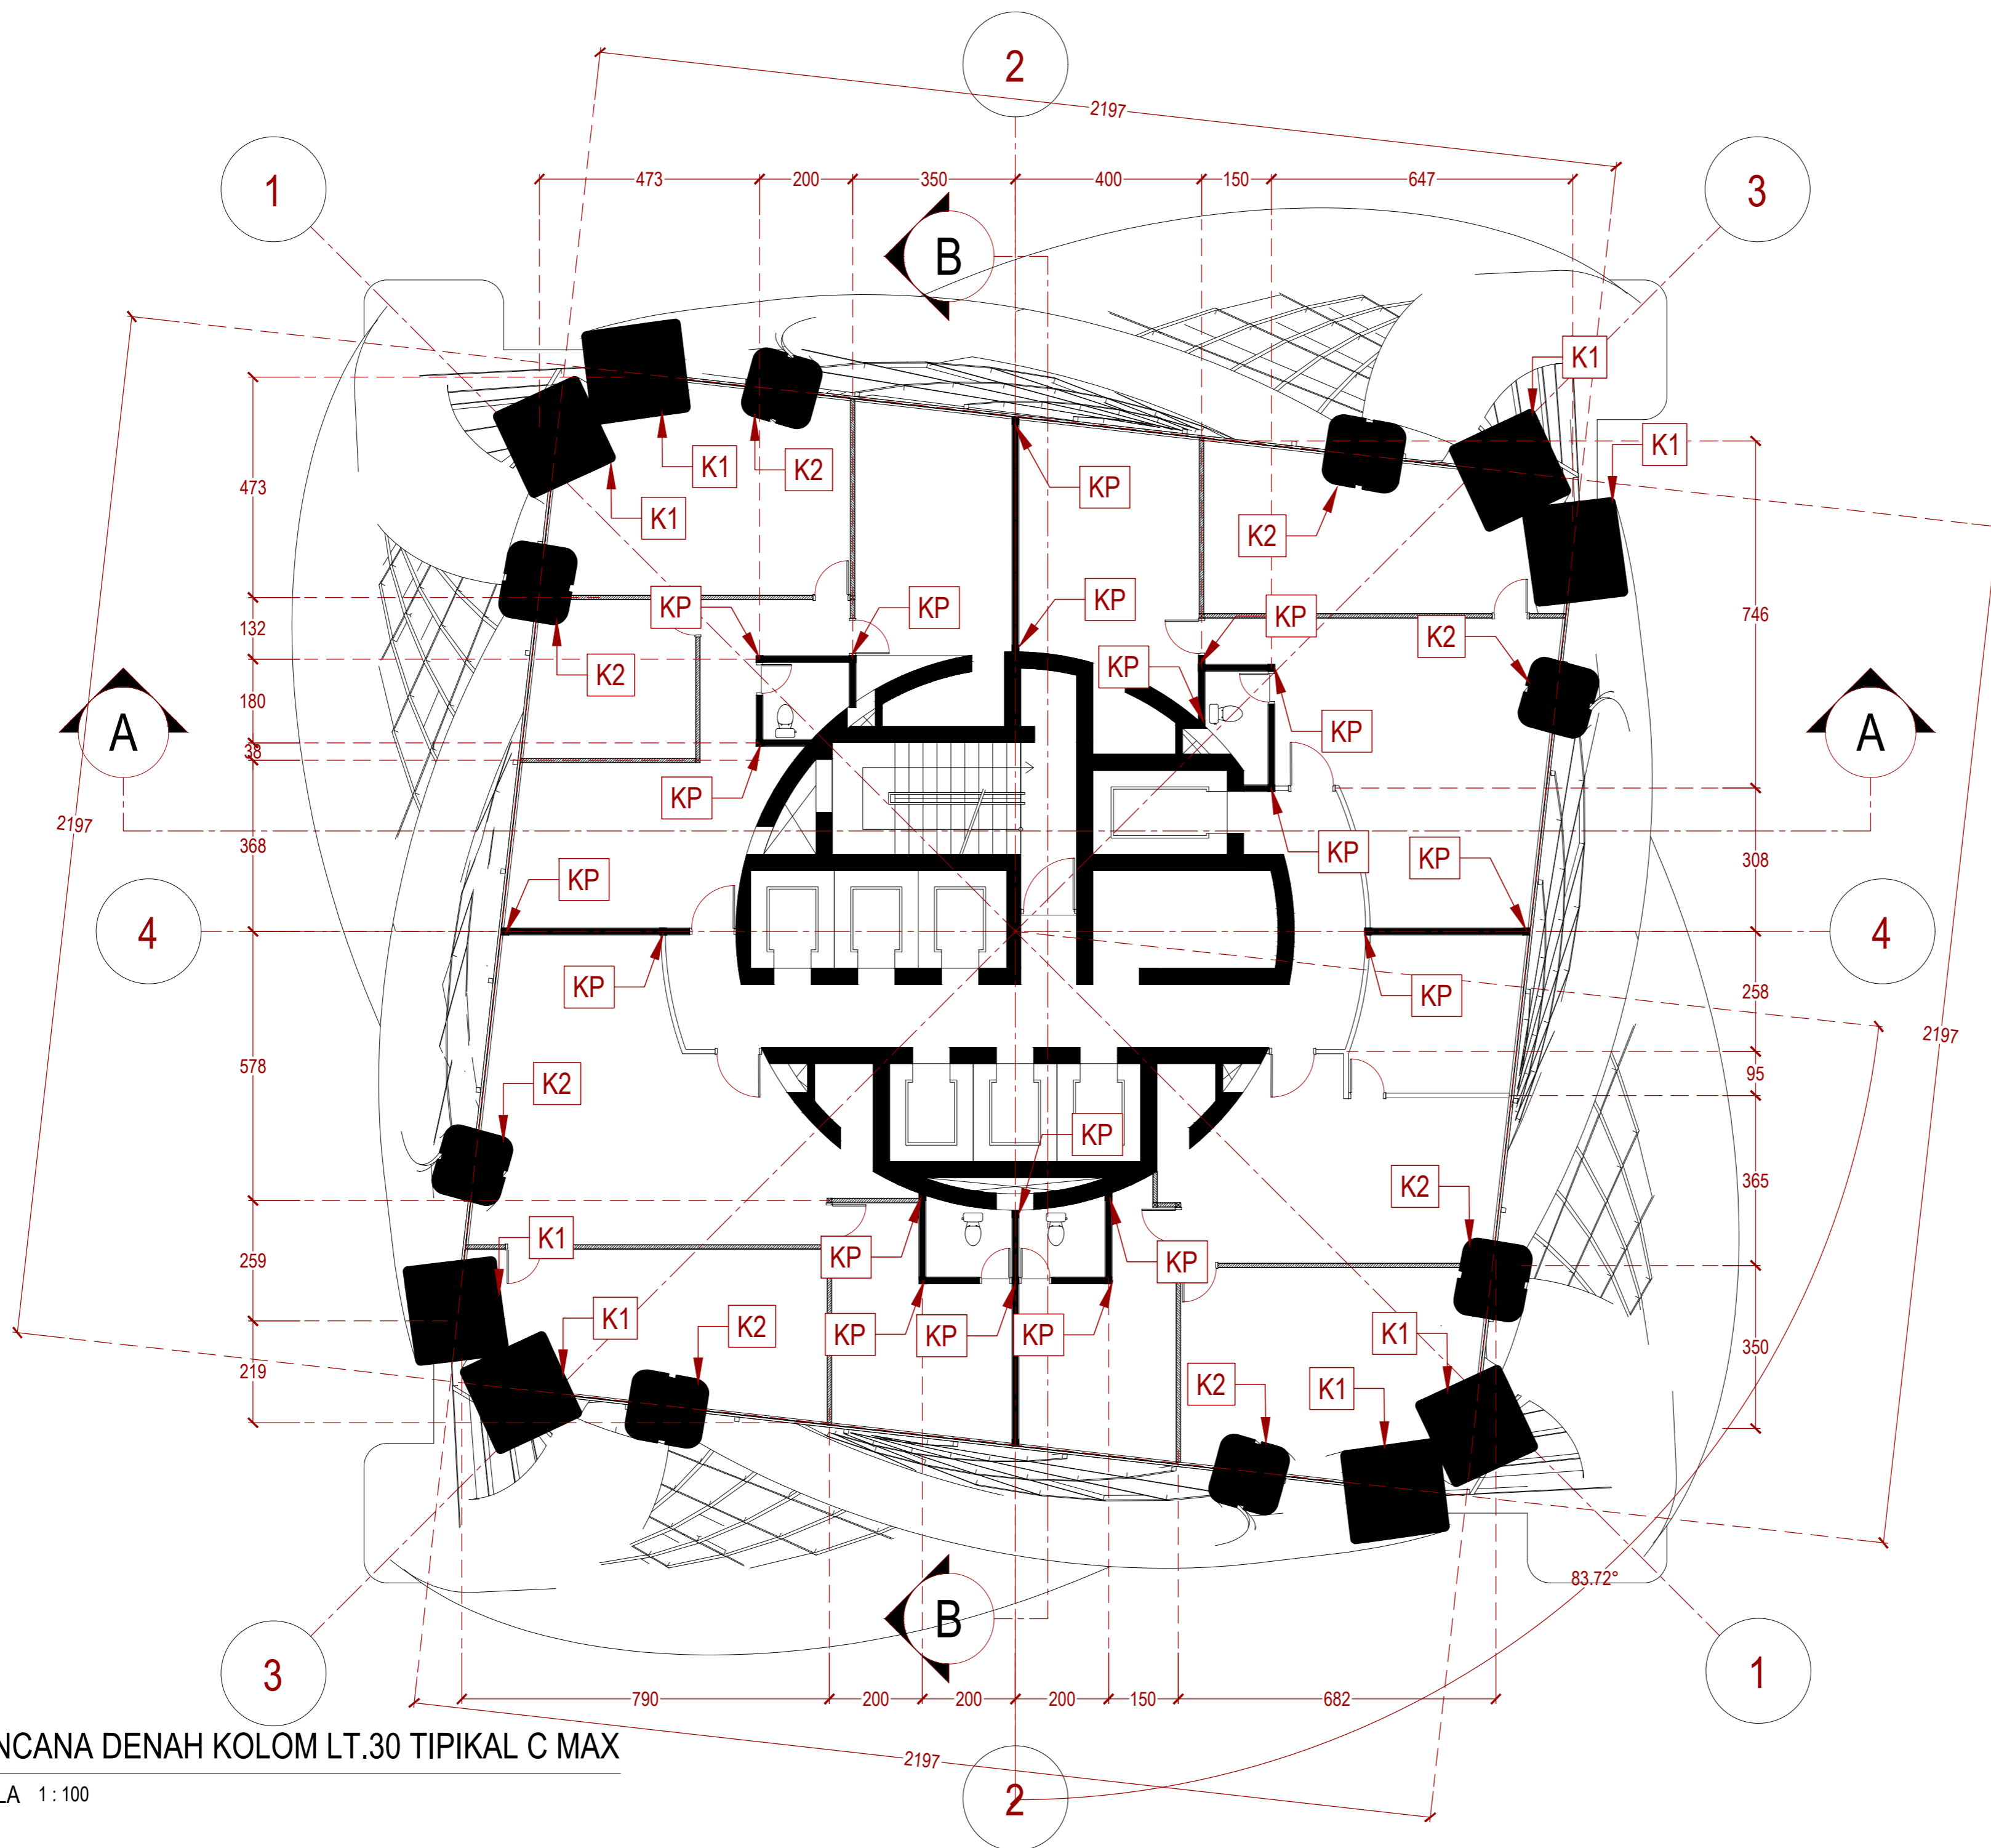 2
2197
1
3
473 200 350 400 150 647
B
K1
K1
K1
K2
K1
KP
K2
473
132
180
38
368
578
259
219
746
308
258
95
365
350
KP
KP
KP
KP
K2
K2
KP
KP
KP
KP
A
A
2197
2197
KP
KP
KP
4
4
KP
KP
K2
KP
K2
K1
KP
KP
K1
K2
KP
KP
KP
K1
K2
K1
B
83.72°
3
1
790 200 200 200 150 682
NCANA DENAH KOLOM LT.30 TIPIKAL C MAX
2197
LA 1 : 100
2